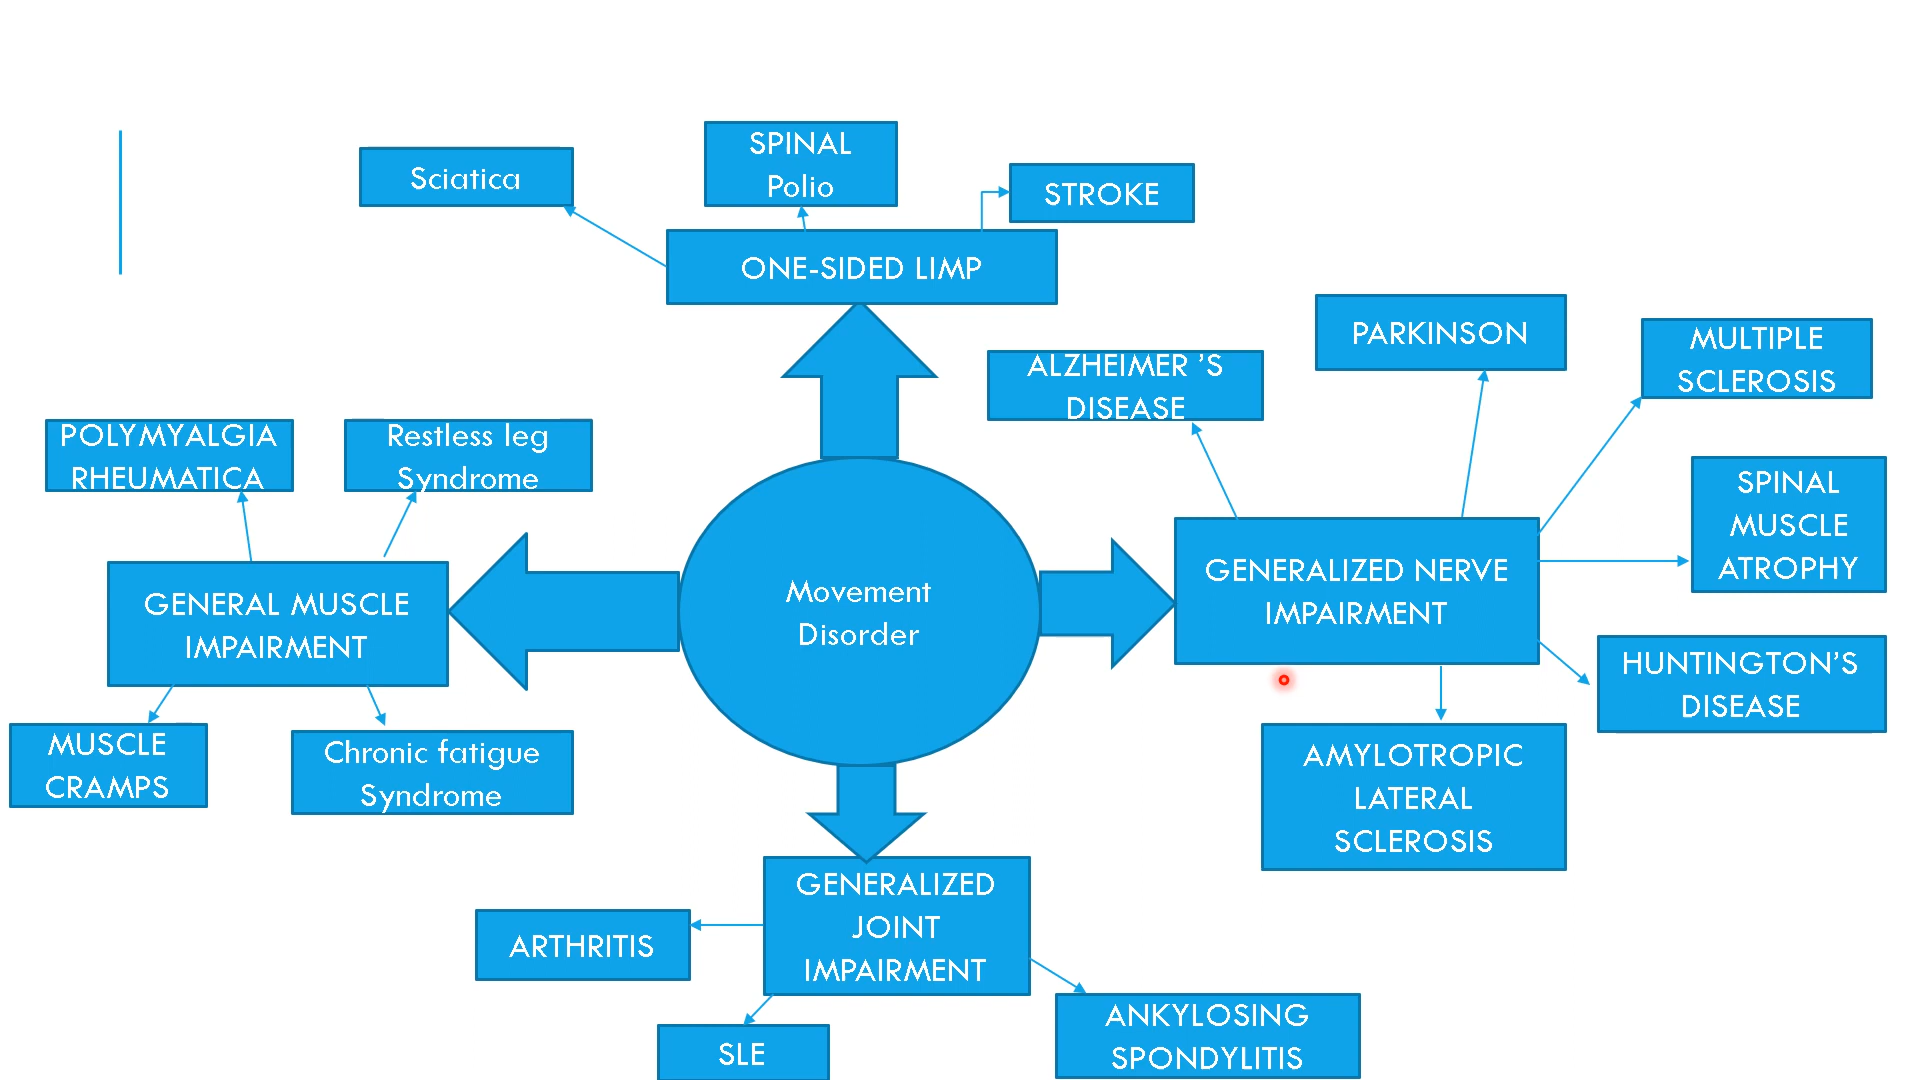 SPINAL
Polio
Sciatica
STROKE
ONE-SIDED LIMP
PARKINSON
MULTIPLE
SCLEROSIS
ALZHEIMER ’S
DISEASE
POLYMYALGIA
RHEUMATICA
Restless leg
Syndrome
SPINAL
MUSCLE
ATROPHY
GENERALIZED NERVE
IMPAIRMENT
Movement
Disorder
GENERAL MUSCLE
IMPAIRMENT
HUNTINGTON’S
DISEASE
MUSCLE
CRAMPS
Chronic fatigue
Syndrome
AMYLOTROPIC
LATERAL
SCLEROSIS
GENERALIZED
JOINT
IMPAIRMENT
ARTHRITIS
ANKYLOSING
SPONDYLITIS
SLE